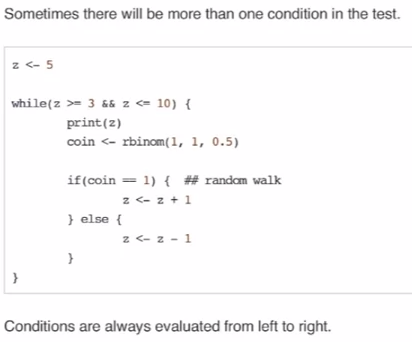 Sometimes there will be more than one condition in the test.
z <- 5
while(z >= 3 && z <= 10) {
print(z)
coin <- rbinom(1, 1, 0.5)
if(coin == 1) { ## random walk
z <- z + 1
} else {
z <- z - 1
}
}
Conditions are always evaluated from left to right.